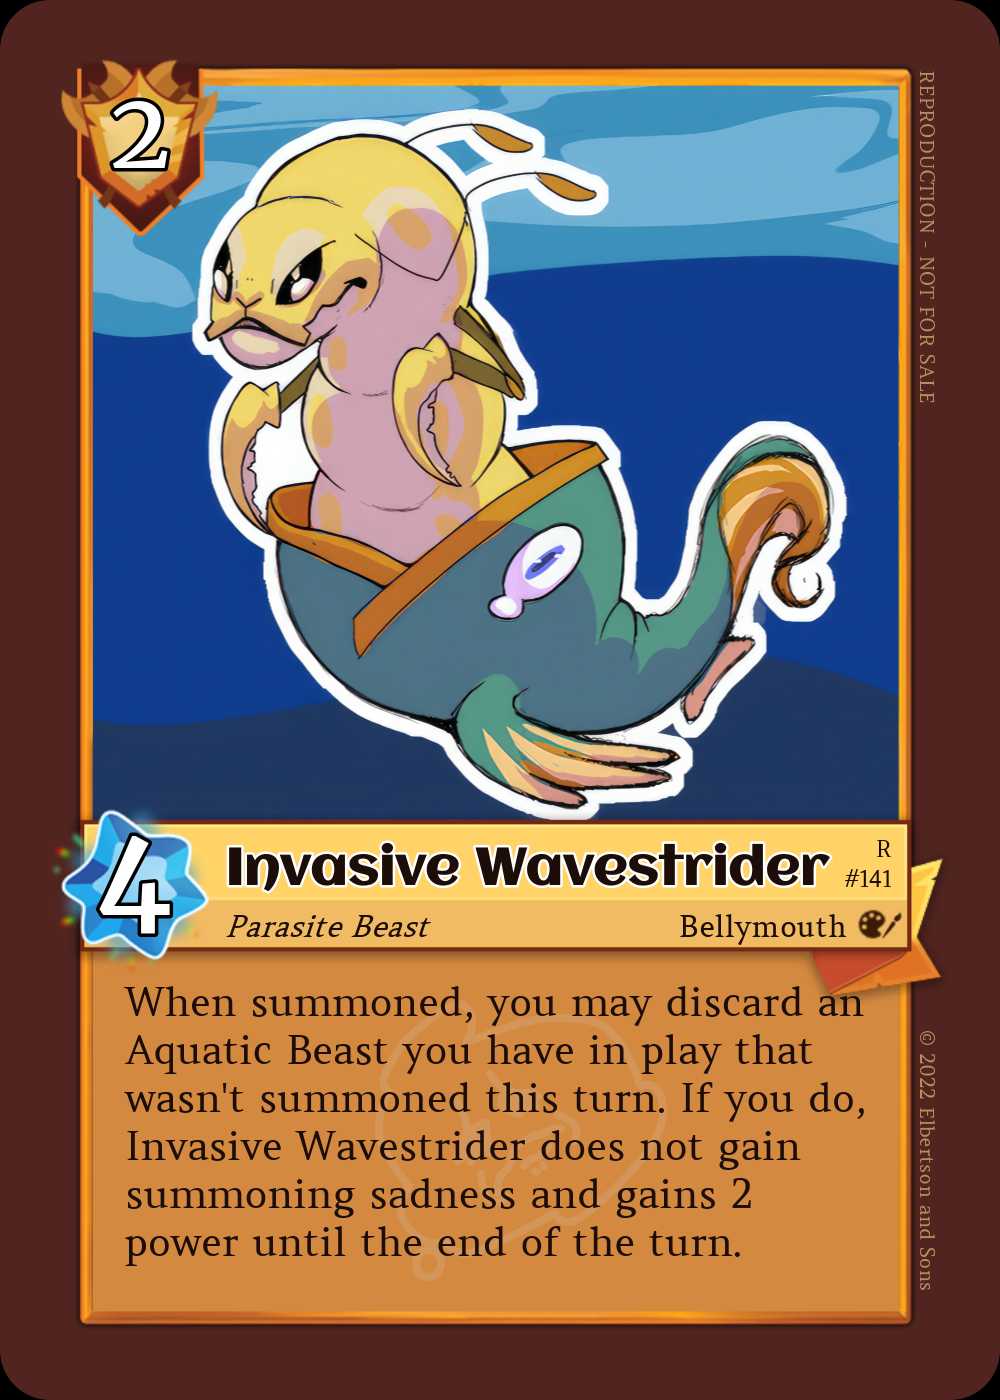 2
REPRODUCTION - NOT FOR SALE
4
Invasive Wavestrider
R
#141
Parasite Beast
Bellymouth
When summoned, you may discard an
Aquatic Beast you have in play that
wasn't summoned this turn. If you do,
Invasive Wavestrider does not gain
summoning sadness and gains 2
power until the end of the turn.
© 2022 Elbertson and Sons